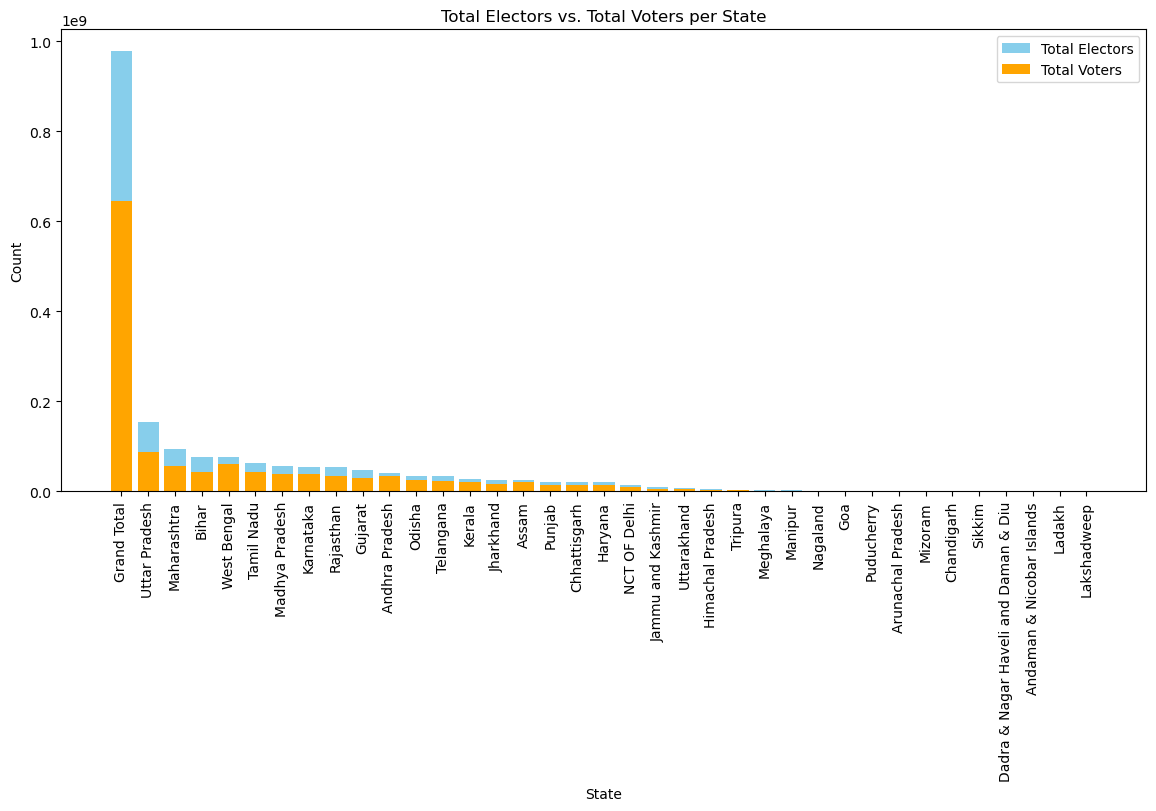 Total Electors vs. Total Voters per State
1e9
1.0
0.8
0.6
0.4
0.2
0.0
Count
Total Electors
Total Voters
Grand Total
Uttar Pradesh
Maharashtra
Bihar
West Bengal
Tamil Nadu
Madhya Pradesh
Karnataka
Rajasthan
Gujarat
Andhra Pradesh
Odisha
Telangana
Kerala
Jharkhand
Assam
Punjab
Chhattisgarh
Haryana
NCT OF Delhi
Jammu and Kashmir
Uttarakhand
Himachal Pradesh
Tripura
Meghalaya
Manipur
Nagaland
Goa
Puducherry
Arunachal Pradesh
Mizoram
Chandigarh
Sikkim
Dadra & Nagar Haveli and Daman & Diu
Andaman & Nicobar Islands
Ladakh
Lakshadweep
State